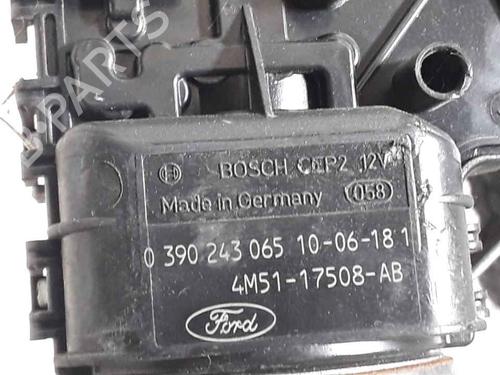 B-PARTS
BOSCH CEP2 12V
Made in Germany 058
0 390 243 065 10-06-18 1
4M51-17508-AB
Ford